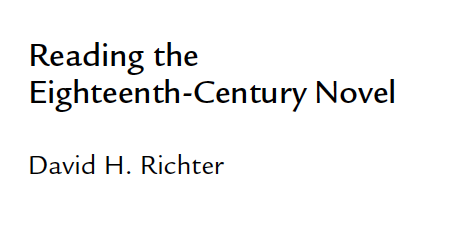 Reading the
Eighteenth-Century Novel
David H. Richter